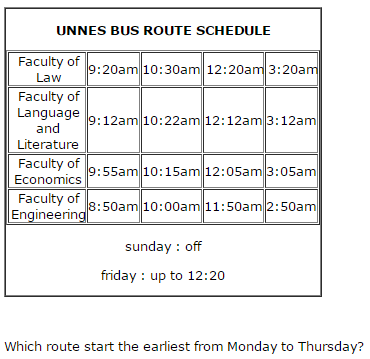 UNNES BUS ROUTE SCHEDULE
Faculty of
Law
9:20am 10:30am 12:20am 3:20am
Faculty of
Language
and
Literature
9:12am 10:22am 12:12am 3:12am
Faculty of
Economics
9:55am 10:15am 12:05am 3:05am
Faculty of
Engineering
8:50am 10:00am 11:50am 2:50am
sunday : off
friday : up to 12:20
Which route start the earliest from Monday to Thursday?